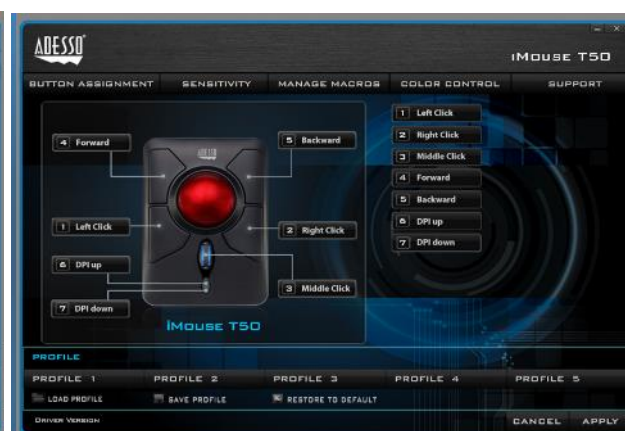 ADESSO
iMouse T50
BUTTON ASSIGNMENT SENSITIVITY MANAGE MACROS COLOR CONTROL SUPPORT
4 Forward
5 Backward
1 Left Click
2 Right Click
6 DPI up
3 Middle Click
7 DPI down
iMouse T50
1 Left Click
2 Right Click
3 Middle Click
4 Forward
5 Backward
6 DPI up
7 DPI down
PROFILE
PROFILE 1 PROFILE 2 PROFILE 3 PROFILE 4 PROFILE 5
LOAD PROFILE SAVE PROFILE RESTORE TO DEFAULT
Driver Version CANCEL APPLY